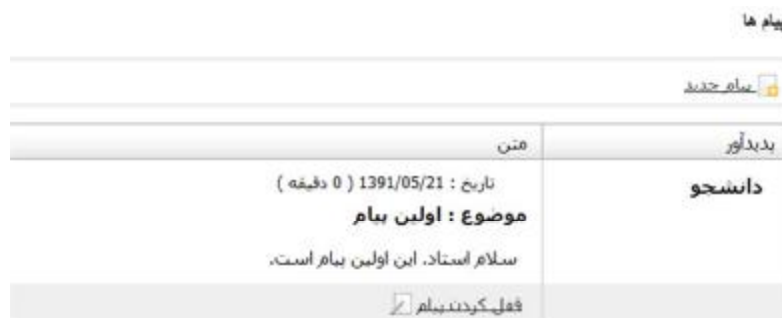 پیام ها
پیام جدید
پدیدآور متن
دانشجو تاریخ : 1391/05/21 ( 0 دقیقه )
موضوع : اولین پیام
سلام استاد، این اولین پیام است.
قفل کردن پیام